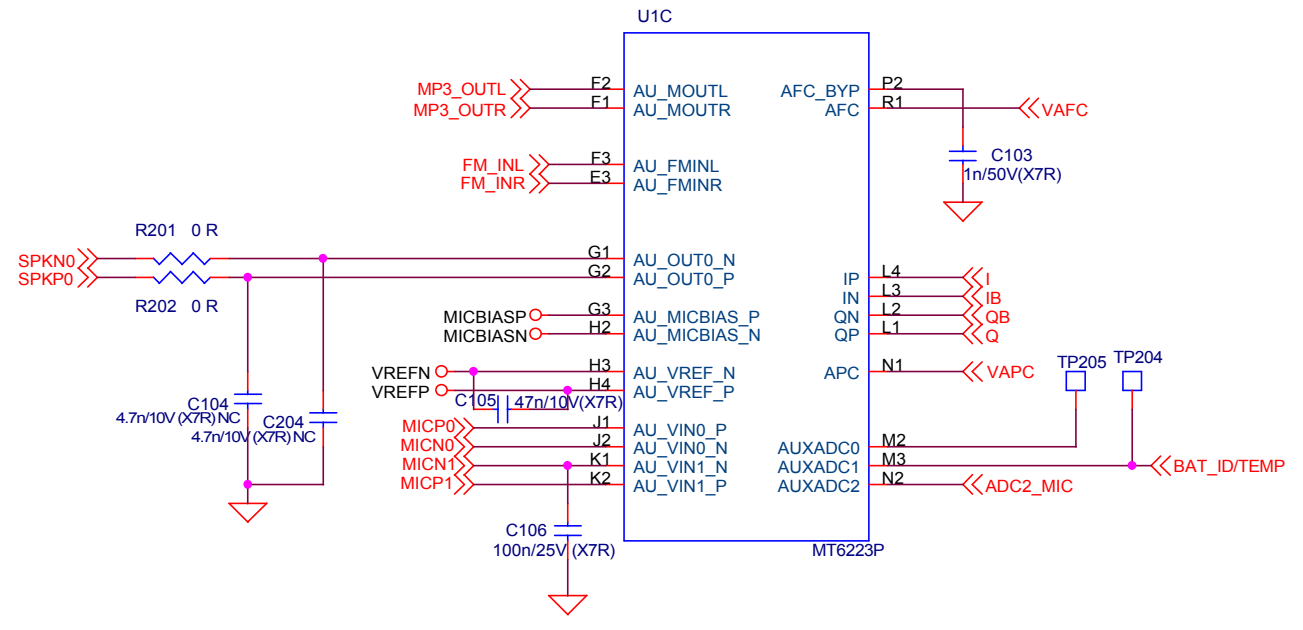 U1C
MP3_OUTL F2 AU_MOUTL AFC_BYP P2
MP3_OUTR F1 AU_MOUTR AFC R1 VAFC
C103
1n/50V(X7R)
FM_INL F3 AU_FMINL
FM_INR E3 AU_FMINR
R201 0 R
SPKN0 G1 AU_OUT0_N
SPKP0 G2 AU_OUT0_P IP L4 I
R202 0 R
IN L3 IB
MICBIASP G3 AU_MICBIAS_P QN L2 QB
MICBIASN H2 AU_MICBIAS_N QP L1 Q
TP205 TP204
VREFN H3 AU_VREF_N APC N1 VAPC
VREFP H4 AU_VREF_P
C105 47n/10V(X7R)
C104
4.7n/10V(X7R)NC
C204
4.7n/10V(X7R)NC
MICP0 J1 AU_VIN0_P
MICN0 J2 AU_VIN0_N AUXADC0 M2
MICN1 K1 AU_VIN1_N AUXADC1 M3 BAT_ID/TEMP
MICP1 K2 AU_VIN1_P AUXADC2 N2 ADC2_MIC
C106
100n/25V(X7R)
MT6223P